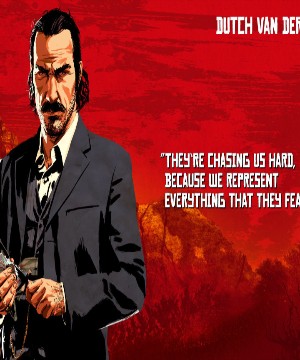 DUTCH VAN DER
"THEY'RE CHASING US HARD,
BECAUSE WE REPRESENT
EVERYTHING THAT THEY FEA